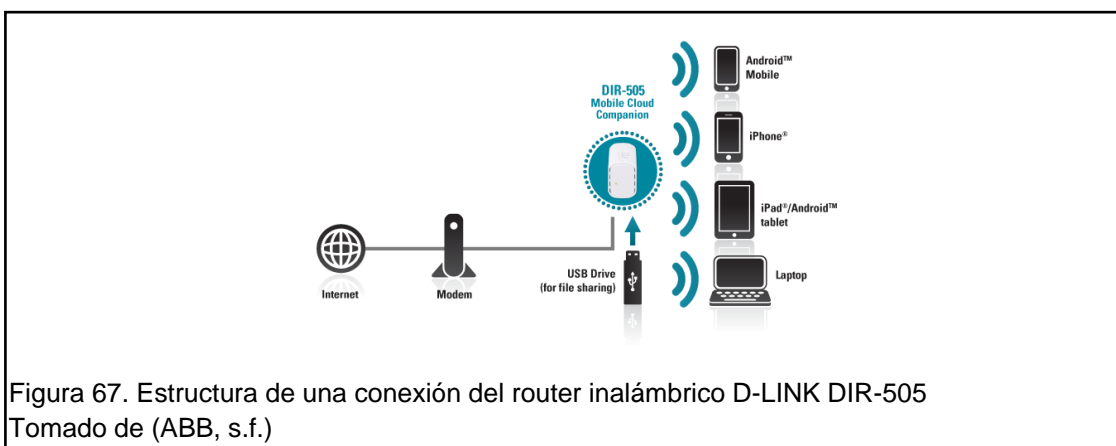 Android™
Mobile
DIR-505
Mobile Cloud
Companion
iPhone®
iPad®/Android™
tablet
USB Drive
(for file sharing)
Laptop
Internet
Modem
Figura 67. Estructura de una conexión del router inalámbrico D-LINK DIR-505
Tomado de (ABB, s.f.)